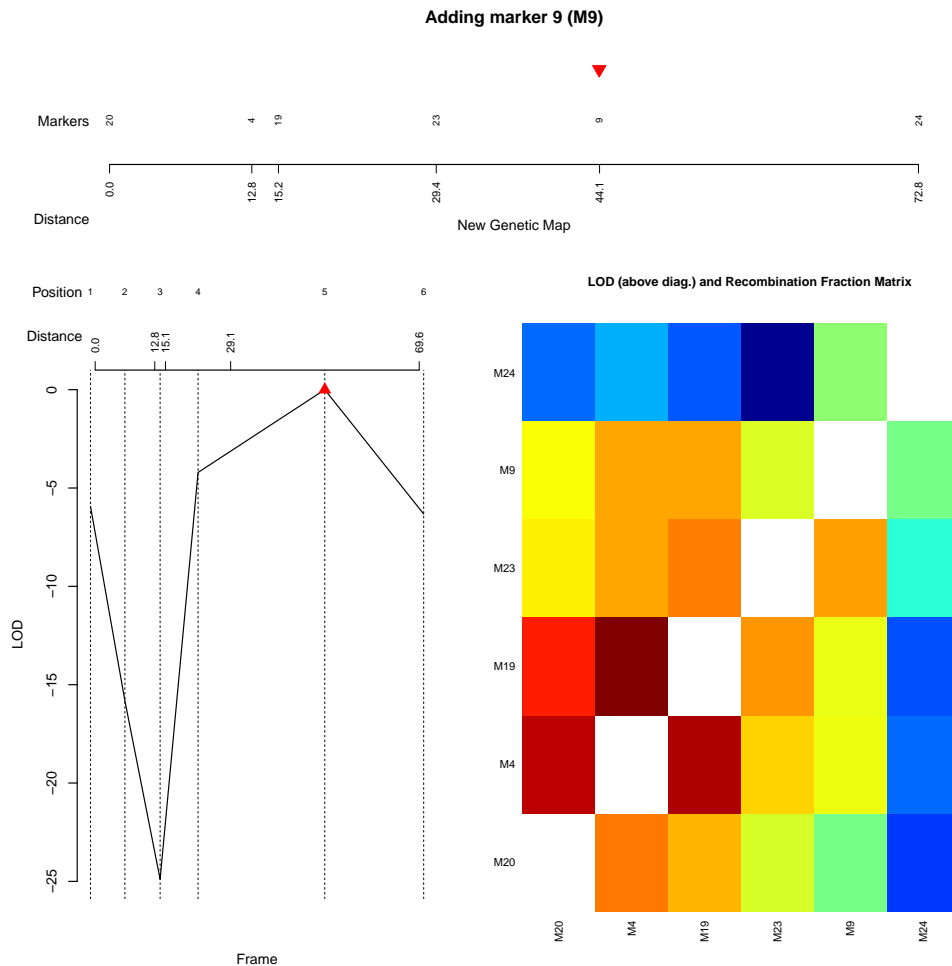 Adding marker 9 (M9)
Markers 20 4 19 23 9 24
0.0 12.8 15.2 29.4 44.1 72.8
Distance
New Genetic Map
Position 1 2 3 4 5 6
Distance 0.0 12.8 15.1 29.1 69.6
LOD
0
−5
−10
−15
−20
−25
Frame
LOD (above diag.) and Recombination Fraction Matrix
M24
M9
M23
M19
M4
M20
M20 M4 M19 M23 M9 M24